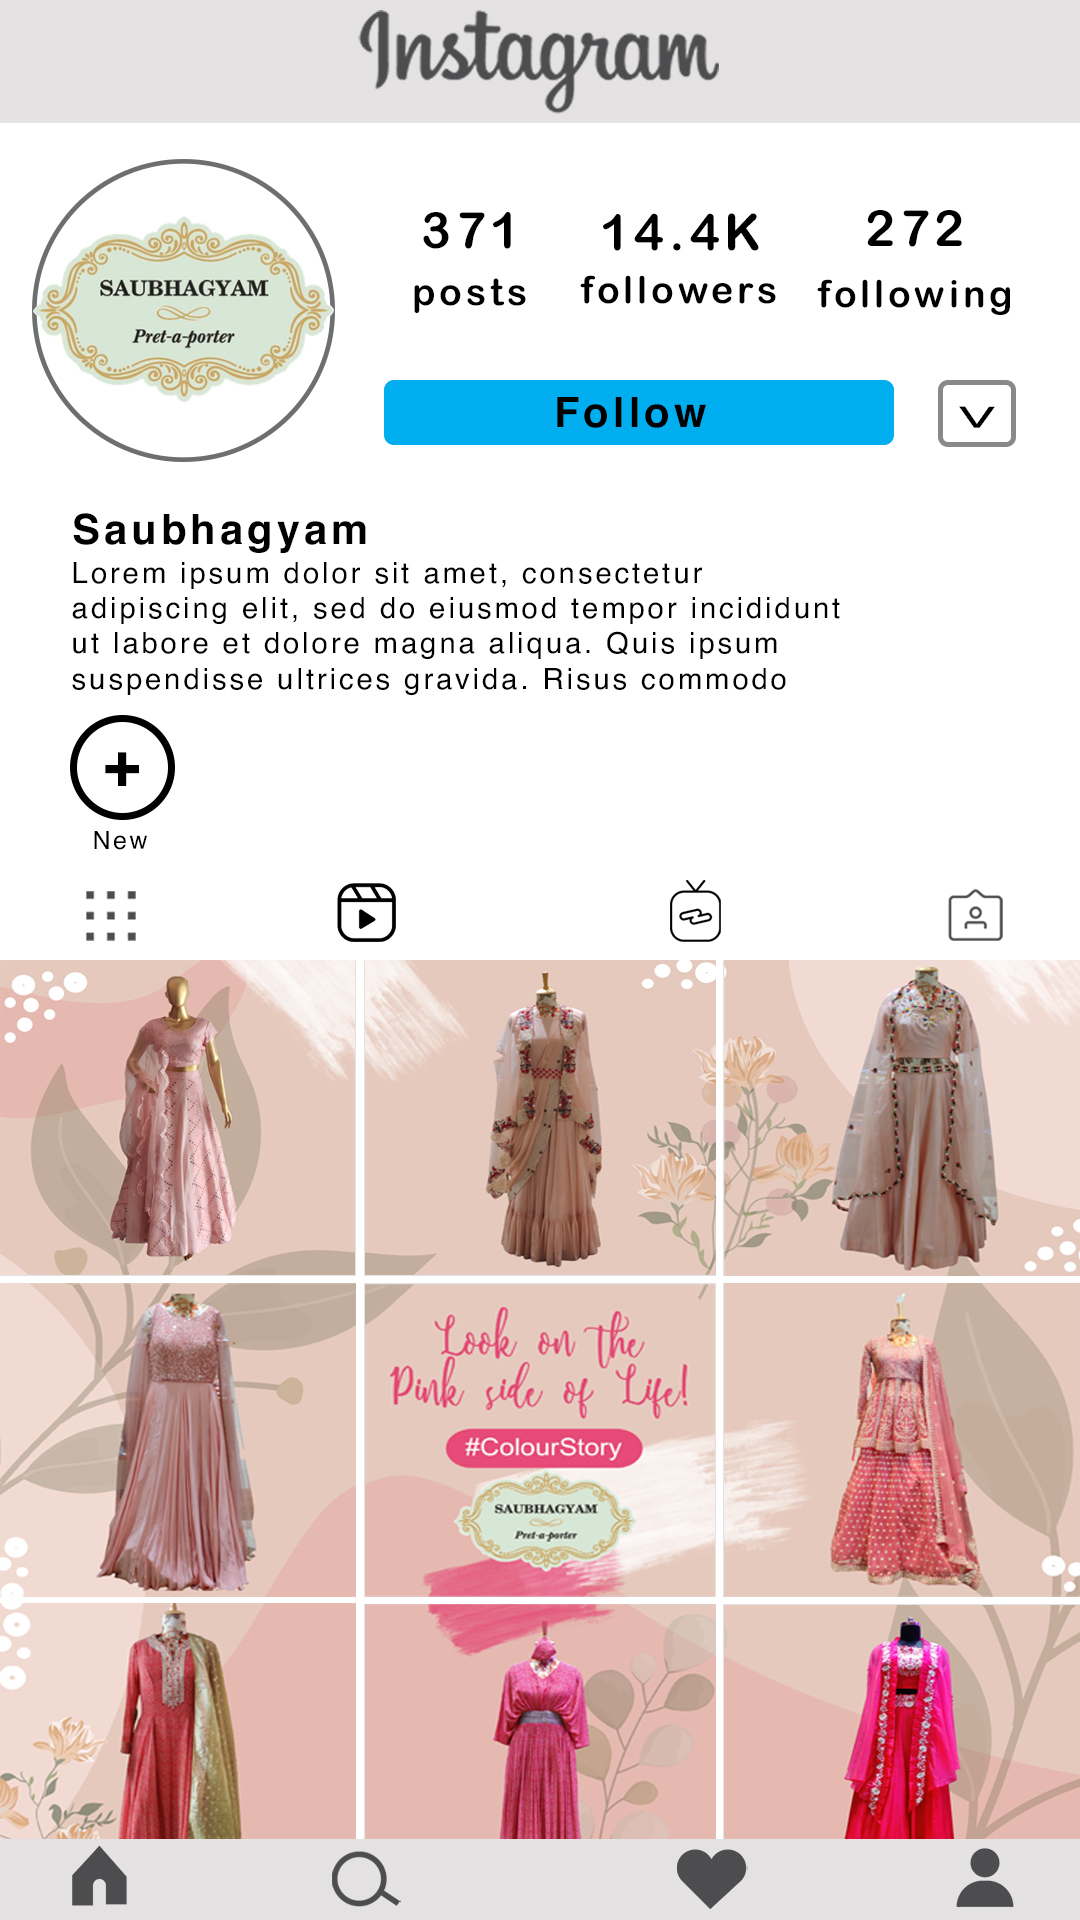 Instagram
SAUBHAGYAM
Pret-a-porter
371 14.4K 272
posts followers following
Follow
Saubhagyam
Lorem ipsum dolor sit amet, consectetur
adipiscing elit, sed do eiusmod tempor incididunt
ut labore et dolore magna aliqua. Quis ipsum
suspendisse ultrices gravida. Risus commodo
New
Look on the
Pink side of Life!
#ColourStory
SAUBHAGYAM
Pret-a-porter